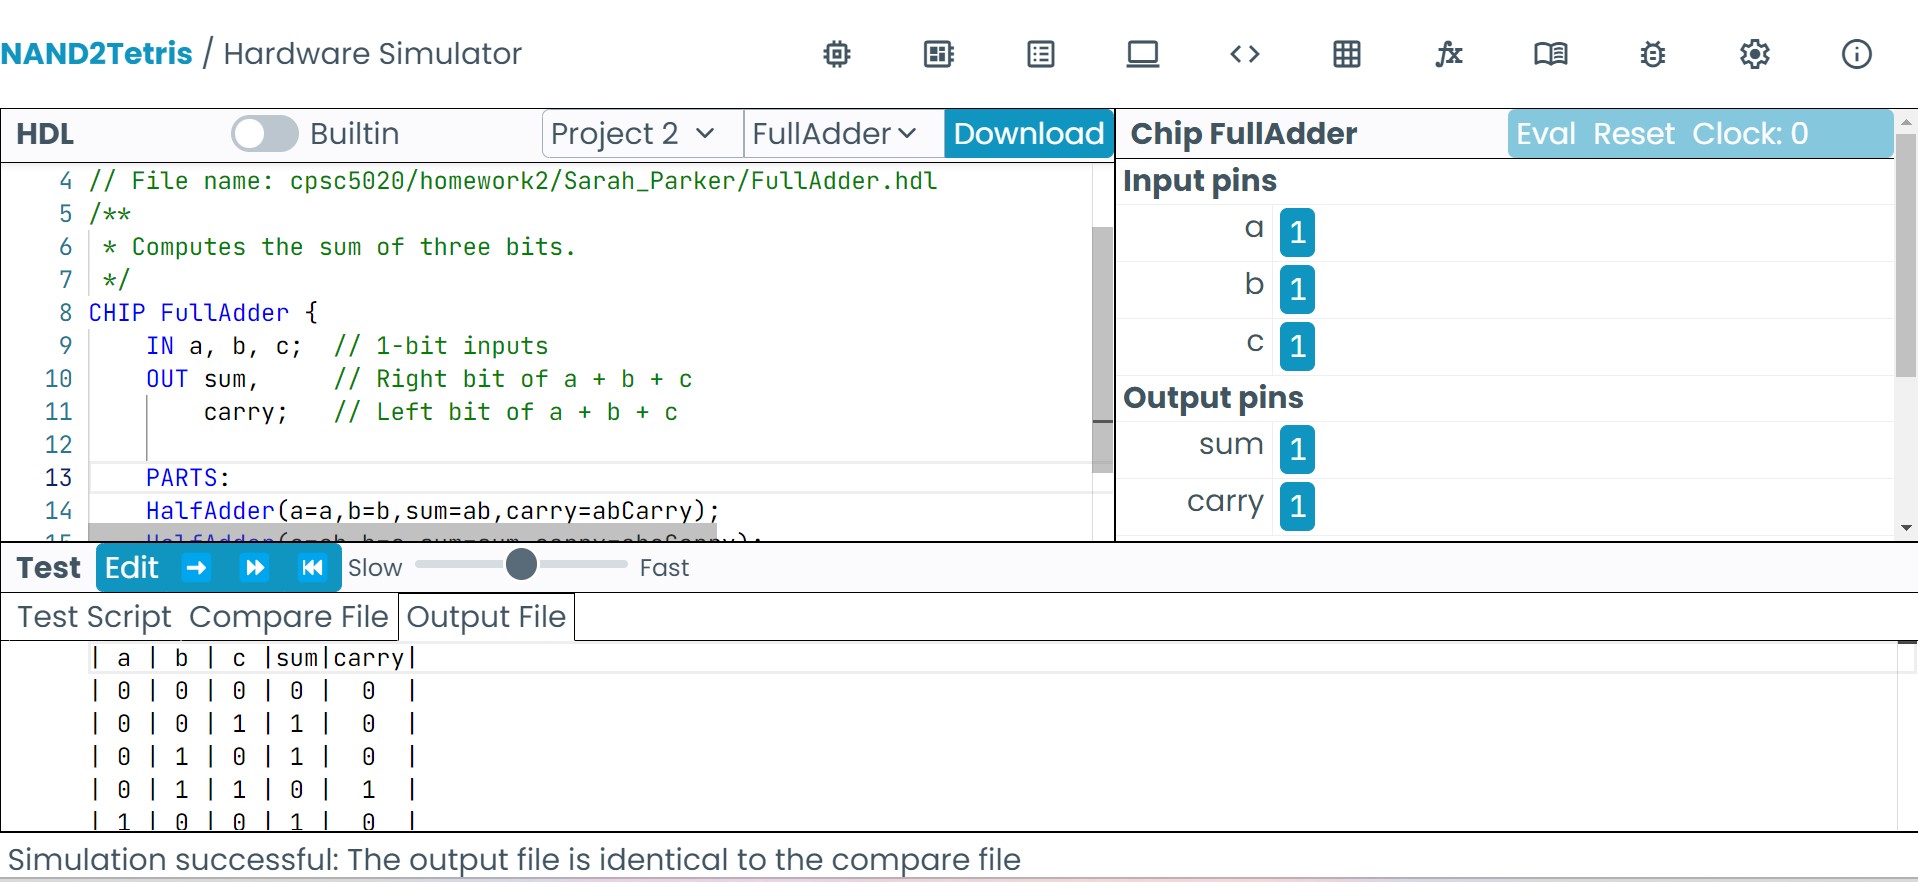 NAND2Tetris / Hardware Simulator
HDL Builtin Project 2 FullAdder Download
4 // File name: cpsc5020/homework2/Sarah_Parker/FullAdder.hdl
5 /**
6 * Computes the sum of three bits.
7 */
8 CHIP FullAdder {
9 IN a, b, c; // 1-bit inputs
10 OUT sum, // Right bit of a + b + c
11 carry; // Left bit of a + b + c
12
13 PARTS:
14 HalfAdder(a=a,b=b,sum=ab,carry=abCarry);
Chip FullAdder Eval Reset Clock: 0
Input pins
a 1
b 1
c 1
Output pins
sum 1
carry 1
Test Edit Slow Fast
Test Script Compare File Output File
| a | b | c |sum|carry|
| 0 | 0 | 0 | 0 | 0 |
| 0 | 0 | 1 | 1 | 0 |
| 0 | 1 | 0 | 1 | 0 |
| 0 | 1 | 1 | 0 | 1 |
| 1 | 0 | 0 | 1 | 0 |
Simulation successful: The output file is identical to the compare file